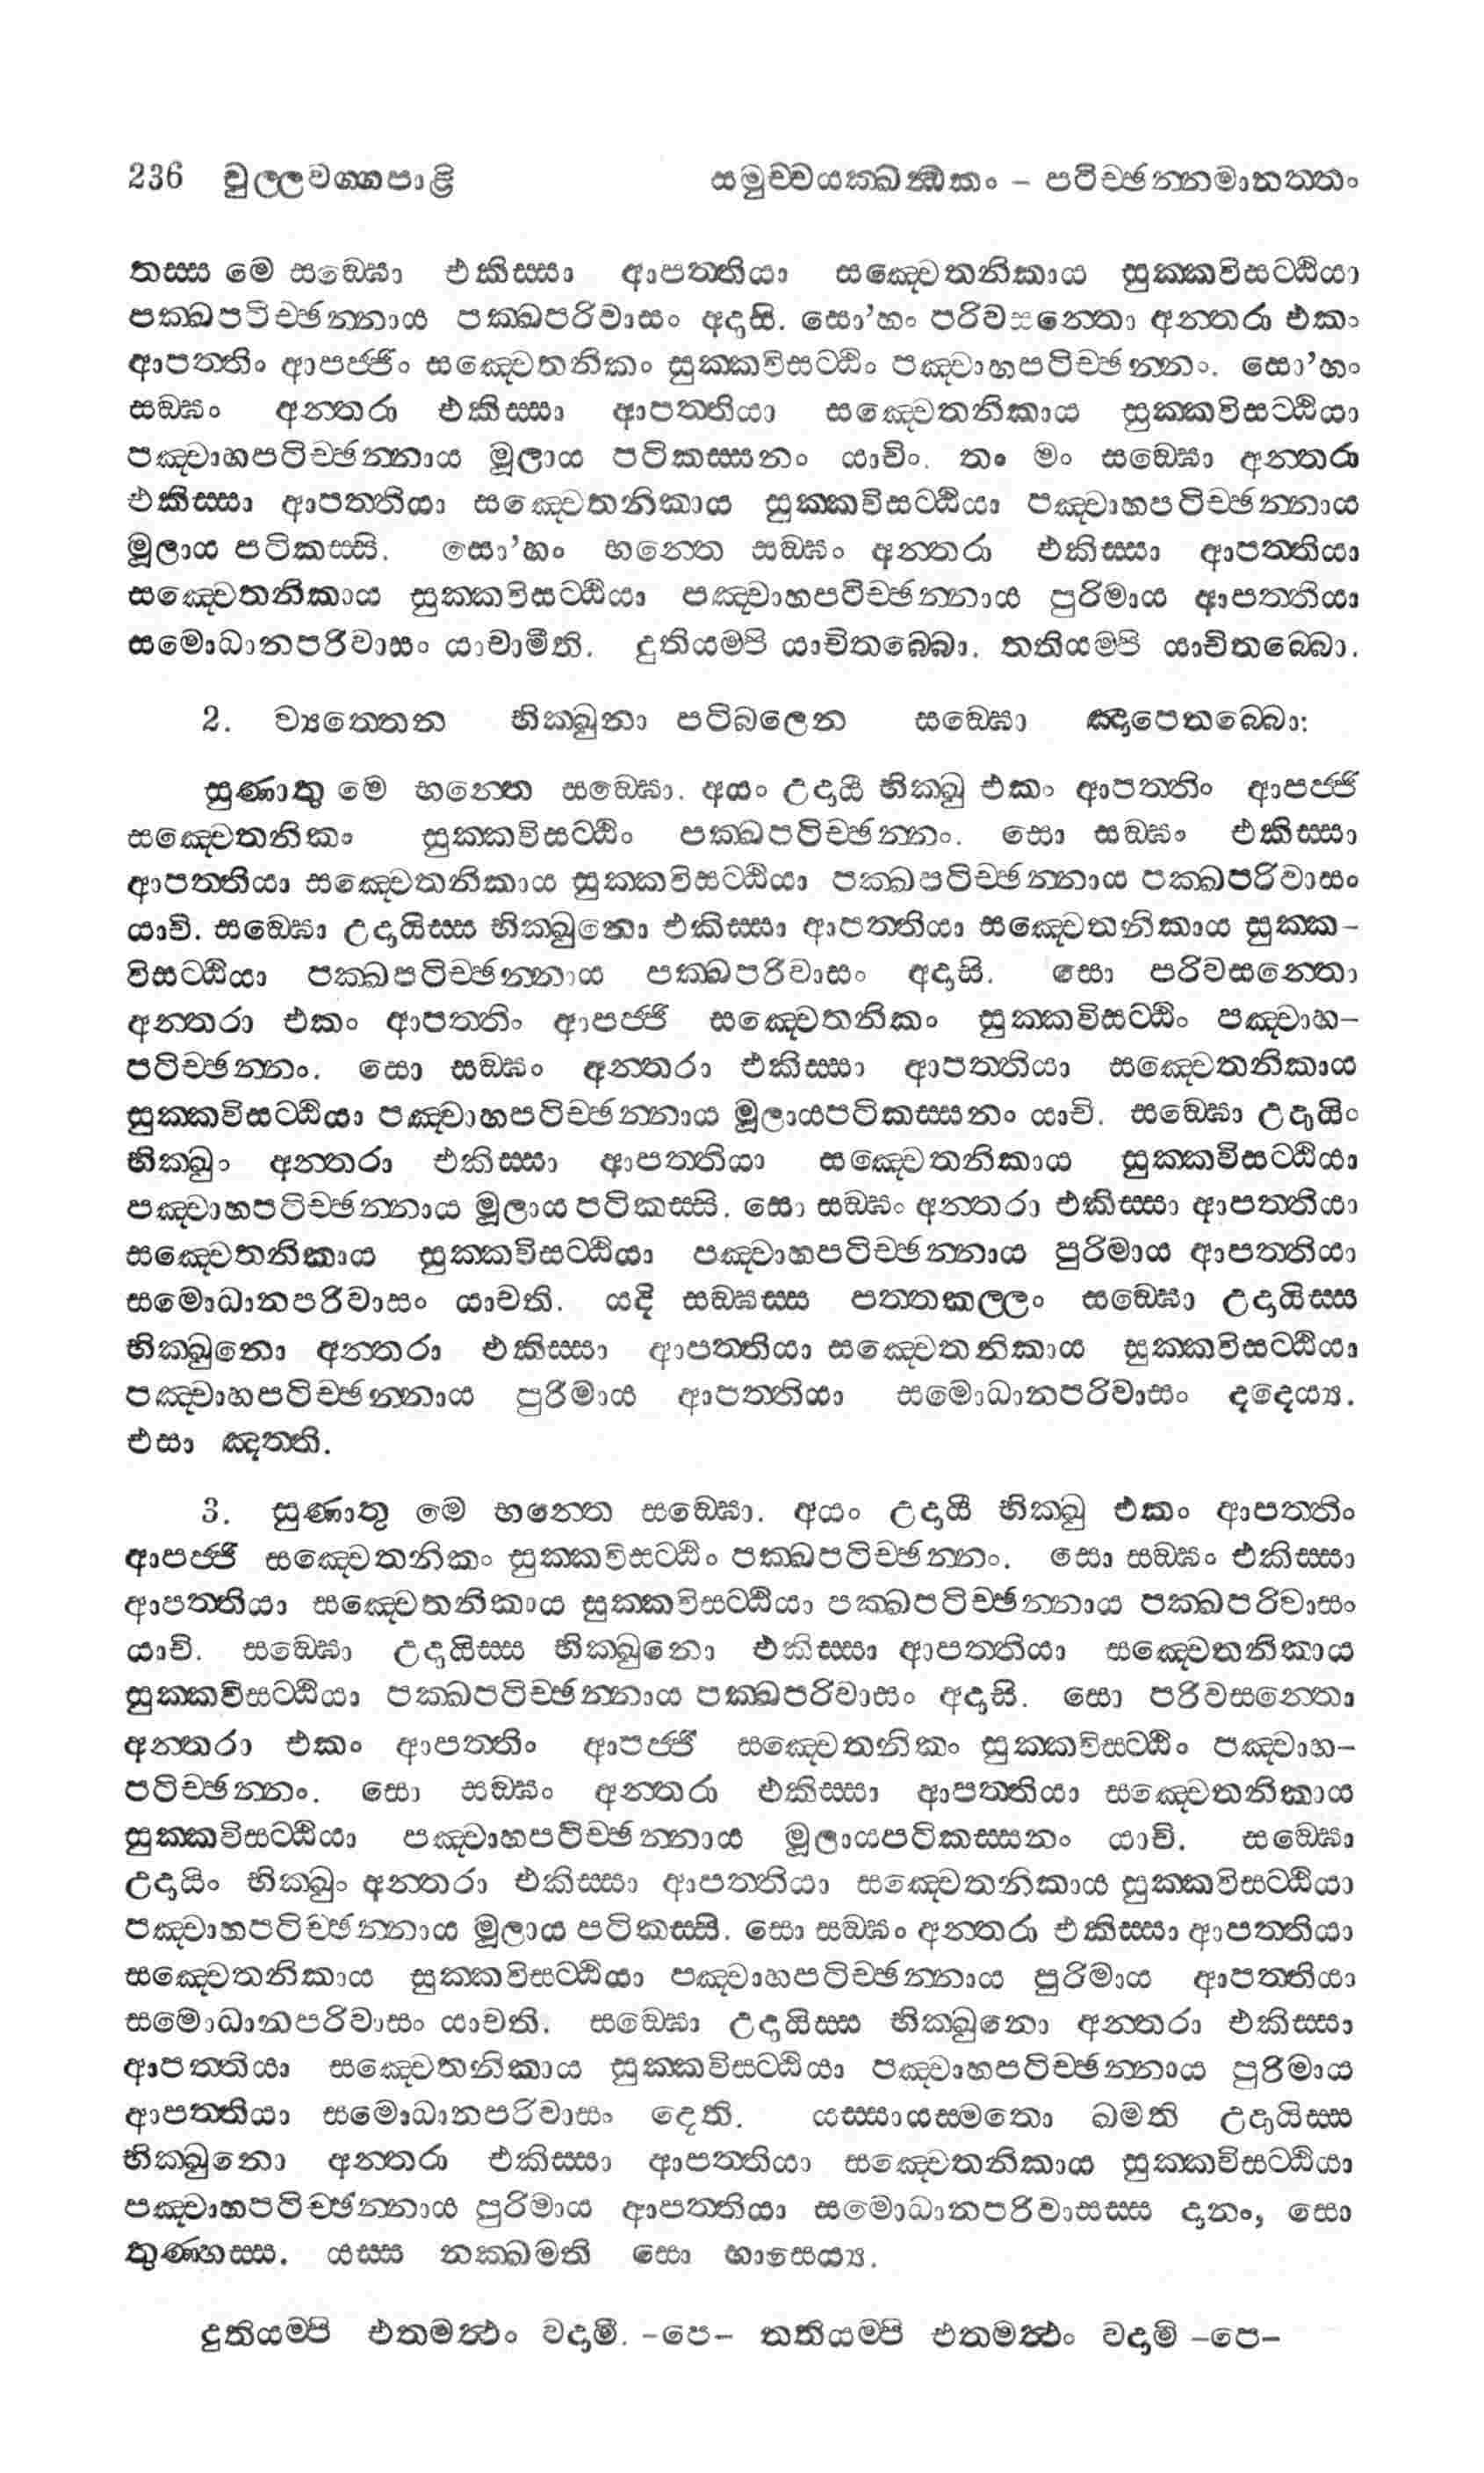 236 චුල්ලවග්ගපාළි සමුච්චයක්ඛන්ධකං – පටිච්ඡන්නමානත්තං
තස්ස මෙ සඞ්ඝො එකිස්සා ආපත්තියා සඤ්චෙතනිකාය සුක්කවිසට්ඨියා
පක්ඛපටිච්ඡන්නාය පක්ඛපරිවාසං අදාසි. සො'හං පරිවසන්තො අන්තරා එකං
ආපත්තිං ආපජ්ජිං සඤ්චෙතනිකං සුක්කවිසට්ඨිං පඤ්චාහපටිච්ඡන්නං. සො'හං
සඞ්ඝං අන්තරා එකිස්සා ආපත්තියා සඤ්චෙතනිකාය සුක්කවිසට්ඨියා
පඤ්චාහපටිච්ඡන්නාය මූලාය පටිකස්සනං යාචිං. තං මං සඞ්ඝො අන්තරා
එකිස්සා ආපත්තියා සඤ්චෙතනිකාය සුක්කවිසට්ඨියා පඤ්චාහපටිච්ඡන්නාය
මූලාය පටිකස්සි. සො'හං භන්තෙ සඞ්ඝං අන්තරා එකිස්සා ආපත්තියා
සඤ්චෙතනිකාය සුක්කවිසට්ඨියා පඤ්චාහපටිච්ඡන්නාය පුරිමාය ආපත්තියා
සමොධානපරිවාසං යාචාමීති. දුතියම්පි යාචිතබ්බො. තතියම්පි යාචිතබ්බො.
2. ව්‍යත්තෙන භික්ඛුනා පටිබලෙන සඞ්ඝො ඤාපෙතබ්බො:
සුණාතු මෙ භන්තෙ සඞ්ඝො. අයං උදායී භික්ඛු එකං ආපත්තිං ආපජ්ජි
සඤ්චෙතනිකං සුක්කවිසට්ඨිං පක්ඛපටිච්ඡන්නං. සො සඞ්ඝං එකිස්සා
ආපත්තියා සඤ්චෙතනිකාය සුක්කවිසට්ඨියා පක්ඛපටිච්ඡන්නාය පක්ඛපරිවාසං
යාචි. සඞ්ඝො උදායිස්ස භික්ඛුනො එකිස්සා ආපත්තියා සඤ්චෙතනිකාය සුක්ක-
විසට්ඨියා පක්ඛපටිච්ඡන්නාය පක්ඛපරිවාසං අදාසි. සො පරිවසන්තො
අන්තරා එකං ආපත්තිං ආපජ්ජි සඤ්චෙතනිකං සුක්කවිසට්ඨිං පඤ්චාහ-
පටිච්ඡන්නං. සො සඞ්ඝං අන්තරා එකිස්සා ආපත්තියා සඤ්චෙතනිකාය
සුක්කවිසට්ඨියා පඤ්චාහපටිච්ඡන්නාය මූලායපටිකස්සනං යාචි. සඞ්ඝො උදායිං
භික්ඛුං අන්තරා එකිස්සා ආපත්තියා සඤ්චෙතනිකාය සුක්කවිසට්ඨියා
පඤ්චාහපටිච්ඡන්නාය මූලාය පටිකස්සි. සො සඞ්ඝං අන්තරා එකිස්සා ආපත්තියා
සඤ්චෙතනිකාය සුක්කවිසට්ඨියා පඤ්චාහපටිච්ඡන්නාය පුරිමාය ආපත්තියා
සමොධානපරිවාසං යාචති. යදි සඞ්ඝස්ස පත්තකල්ලං සඞ්ඝො උදායිස්ස
භික්ඛුනො අන්තරා එකිස්සා ආපත්තියා සඤ්චෙතනිකාය සුක්කවිසට්ඨියා
පඤ්චාහපටිච්ඡන්නාය පුරිමාය ආපත්තියා සමොධානපරිවාසං දදෙය්‍ය.
එසා ඤත්ති.
3. සුණාතු මෙ භන්තෙ සඞ්ඝො. අයං උදායී භික්ඛු එකං ආපත්තිං
ආපජ්ජි සඤ්චෙතනිකං සුක්කවිසට්ඨිං පක්ඛපටිච්ඡන්නං. සො සඞ්ඝං එකිස්සා
ආපත්තියා සඤ්චෙතනිකාය සුක්කවිසට්ඨියා පක්ඛපටිච්ඡන්නාය පක්ඛපරිවාසං
යාචි. සඞ්ඝො උදායිස්ස භික්ඛුනො එකිස්සා ආපත්තියා සඤ්චෙතනිකාය
සුක්කවිසට්ඨියා පක්ඛපටිච්ඡන්නාය පක්ඛපරිවාසං අදාසි. සො පරිවසන්තො
අන්තරා එකං ආපත්තිං ආපජ්ජි සඤ්චෙතනිකං සුක්කවිසට්ඨිං පඤ්චාහ-
පටිච්ඡන්නං. සො සඞ්ඝං අන්තරා එකිස්සා ආපත්තියා සඤ්චෙතනිකාය
සුක්කවිසට්ඨියා පඤ්චාහපටිච්ඡන්නාය මූලායපටිකස්සනං යාචි. සඞ්ඝො
උදායිං භික්ඛුං අන්තරා එකිස්සා ආපත්තියා සඤ්චෙතනිකාය සුක්කවිසට්ඨියා
පඤ්චාහපටිච්ඡන්නාය මූලාය පටිකස්සි. සො සඞ්ඝං අන්තරා එකිස්සා ආපත්තියා
සඤ්චෙතනිකාය සුක්කවිසට්ඨියා පඤ්චාහපටිච්ඡන්නාය පුරිමාය ආපත්තියා
සමොධානපරිවාසං යාචති. සඞ්ඝො උදායිස්ස භික්ඛුනො අන්තරා එකිස්සා
ආපත්තියා සඤ්චෙතනිකාය සුක්කවිසට්ඨියා පඤ්චාහපටිච්ඡන්නාය පුරිමාය
ආපත්තියා සමොධානපරිවාසං දෙති. යස්සායස්මතො ඛමති උදායිස්ස
භික්ඛුනො අන්තරා එකිස්සා ආපත්තියා සඤ්චෙතනිකාය සුක්කවිසට්ඨියා
පඤ්චාහපටිච්ඡන්නාය පුරිමාය ආපත්තියා සමොධානපරිවාසස්ස දානං, සො
තුණ්හස්ස. යස්ස නක්ඛමති සො භාසෙය්‍ය.
දුතියම්පි එතමත්ථං වදාමි. -පෙ- තතියම්පි එතමත්ථං වදාමි -පෙ-